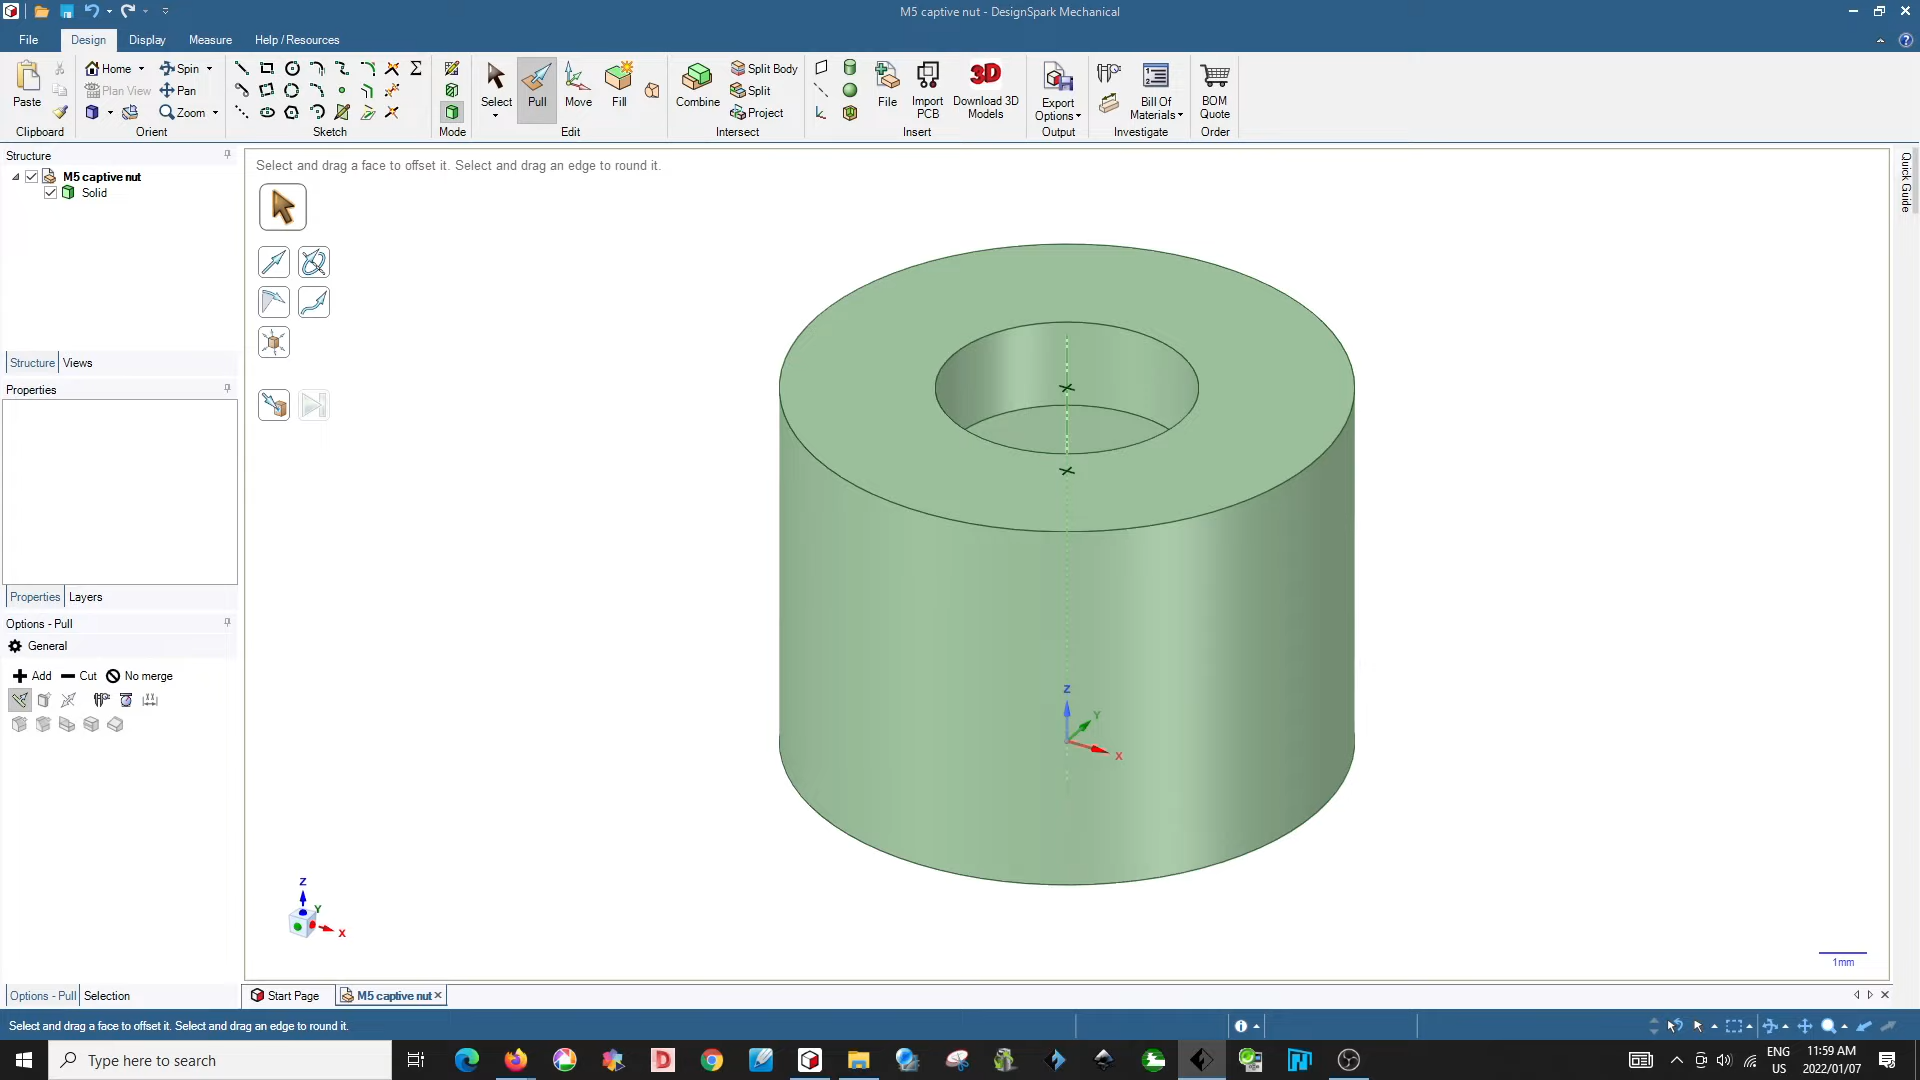 M5 captive nut - DesignSpark Mechanical
File Design Display Measure Help / Resources
Paste
Clipboard
Home Spin
Plan View Pan
Zoom
Orient
Sketch
Mode
Select Pull Move Fill
Edit
Combine
Split Body
Split
Project
Intersect
File
Import PCB
3D
Download 3D Models
Insert
Export Options
Output
Bill Of Materials
Investigate
BOM Quote
Order
Structure
M5 captive nut
Solid
Structure Views
Properties
Properties Layers
Options - Pull
General
Add Cut No merge
Options - Pull Selection
Select and drag a face to offset it. Select and drag an edge to round it.
Quick Guide
Z
Y
X
Z
Y
X
1mm
Start Page M5 captive nut
Select and drag a face to offset it. Select and drag an edge to round it.
Type here to search
D
ENG
US
11:59 AM
2022/01/07